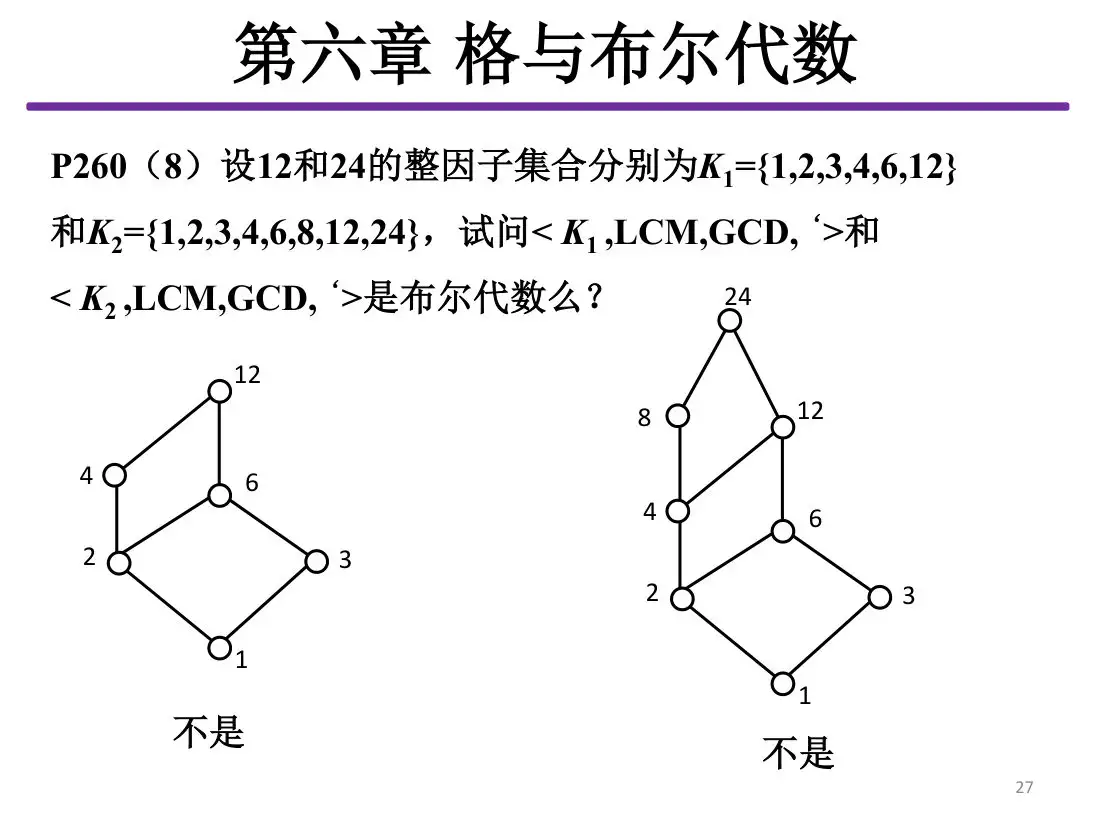 第六章 格与布尔代数
P260（8）设12和24的整因子集合分别为K1={1,2,3,4,6,12}
和K2={1,2,3,4,6,8,12,24}，试问< K1 ,LCM,GCD, ‘>和
< K2 ,LCM,GCD, ‘>是布尔代数么？
24
12
8
12
4
6
4
6
2
3
2
3
1
1
不是
不是
27